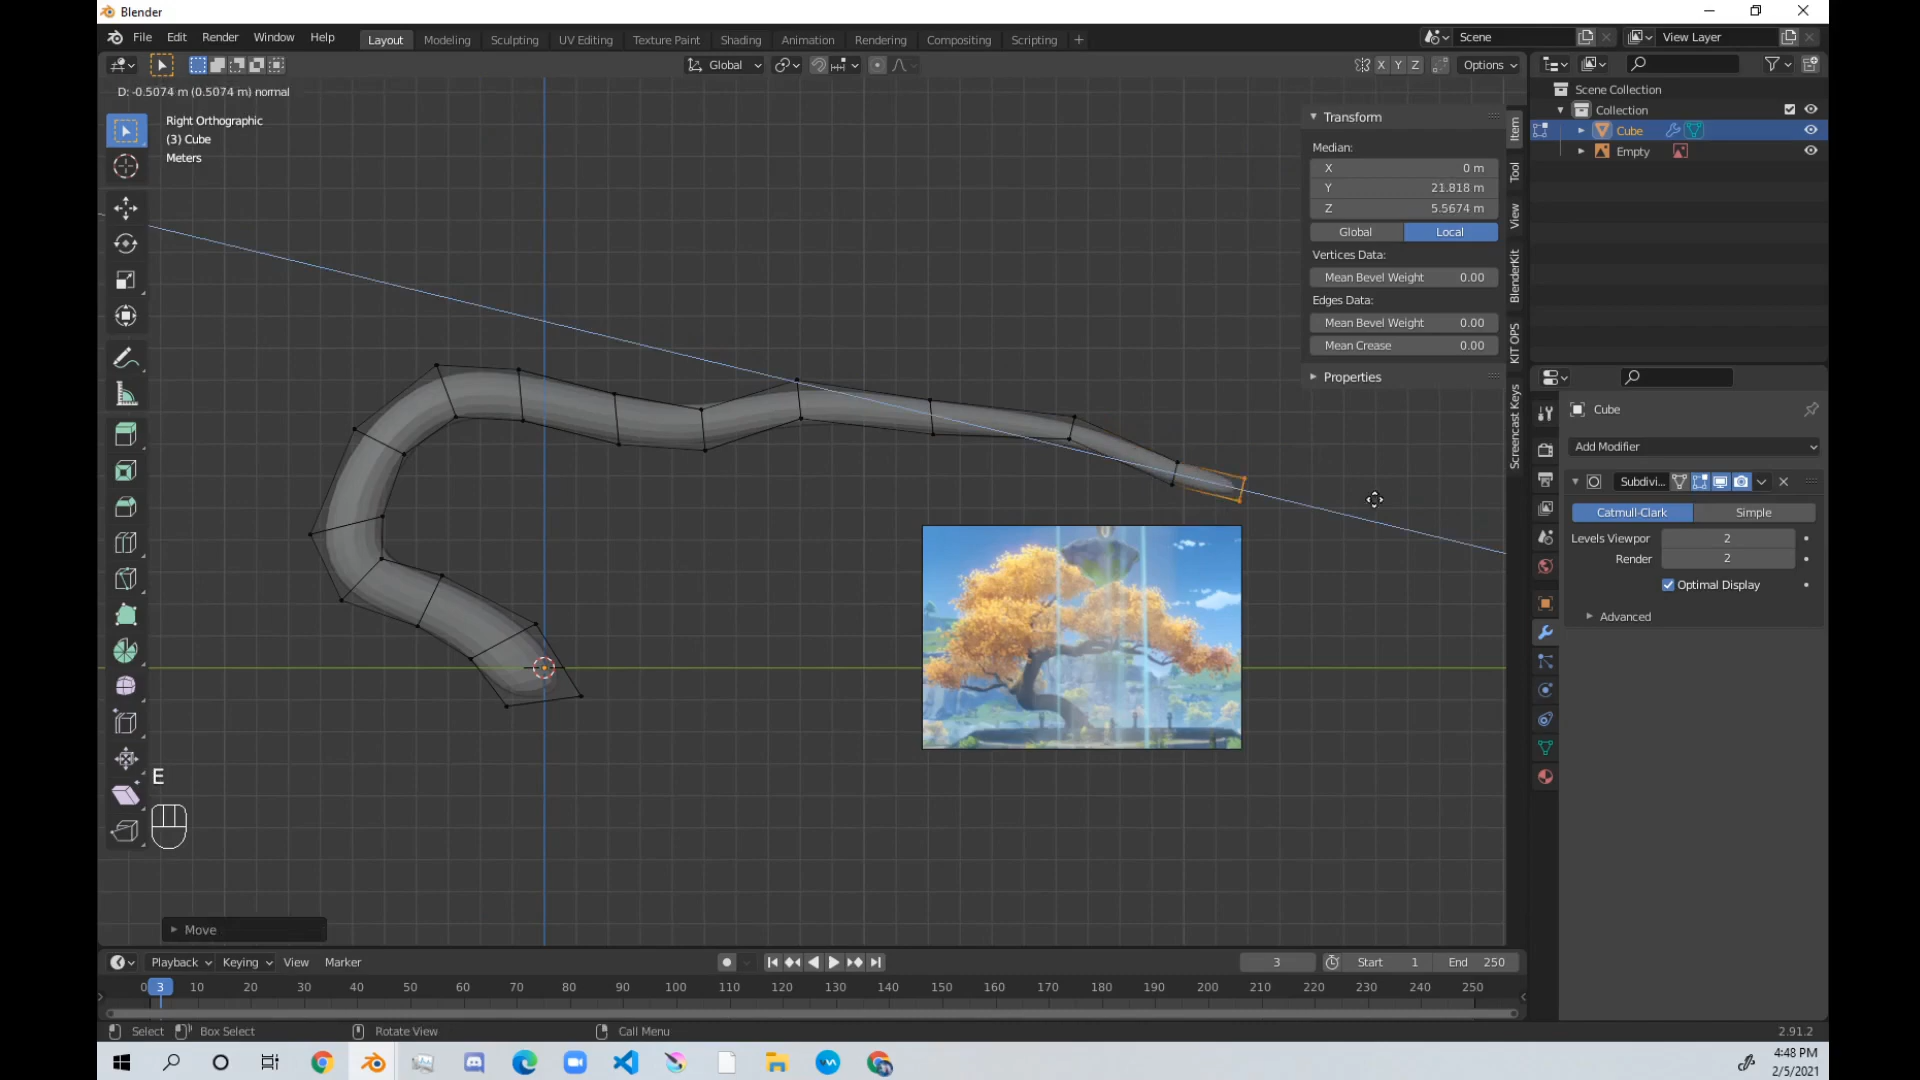 Blender
File Edit Render Window Help
Layout Modeling Sculpting UV Editing Texture Paint Shading Animation Rendering Compositing Scripting +
Scene
View Layer
Global
X Y Z Options
D: -0.5074 m (0.5074 m) normal
Right Orthographic
(3) Cube
Meters
Transform
Median:
X 0 m
Y 21.818 m
Z 5.5674 m
Global Local
Vertices Data:
Mean Bevel Weight 0.00
Edges Data:
Mean Bevel Weight 0.00
Mean Crease 0.00
Properties
Item
Tool
View
BlenderKit
KIT OPS
Screencast Keys
Scene Collection
Collection
Cube
Empty
Cube
Add Modifier
Subdivi...
Catmull-Clark Simple
Levels Viewpor 2
Render 2
Optimal Display
Advanced
E
Move
Playback Keying View Marker
3 Start 1 End 250
0 3 10 20 30 40 50 60 70 80 90 100 110 120 130 140 150 160 170 180 190 200 210 220 230 240 250
Select Box Select Rotate View Call Menu
2.91.2
4:48 PM
2/5/2021